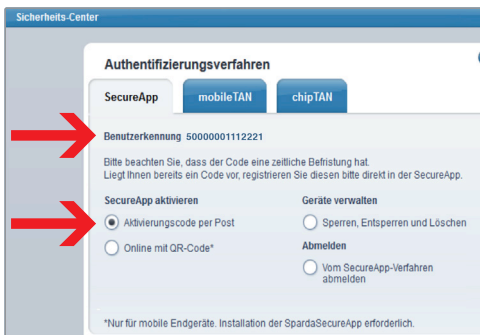 Sicherheits-Center
Authentifizierungsverfahren
SecureApp
mobileTAN
chipTAN
Benutzerkennung 50000001112221
Bitte beachten Sie, dass der Code eine zeitliche Befristung hat.
Liegt Ihnen bereits ein Code vor, registrieren Sie diesen bitte direkt in der SecureApp.
SecureApp aktivieren
Aktivierungscode per Post
Online mit QR-Code*
Geräte verwalten
Sperren, Entsperren und Löschen
Abmelden
Vom SecureApp-Verfahren
abmelden
*Nur für mobile Endgeräte. Installation der SpardaSecureApp erforderlich.